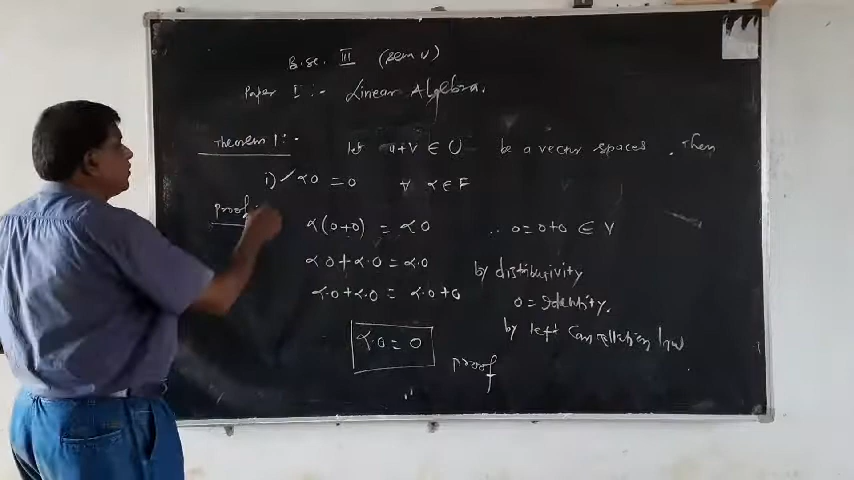 B.sc. III (sem V)
Paper I :- Linear Algebra.
Theorem 1 :- let u+v ∈ U be a vector spaces. Then
i) α0 = 0 ∀ α ∈ F
Proof:
α(0+0) = α0 ∴ 0=0+0 ∈ V
α0+α.0 = α.0 by distributivity
α.0+α.0 = α.0+0 0 = Identity.
by left Cancellation law
α.0 = 0
proof